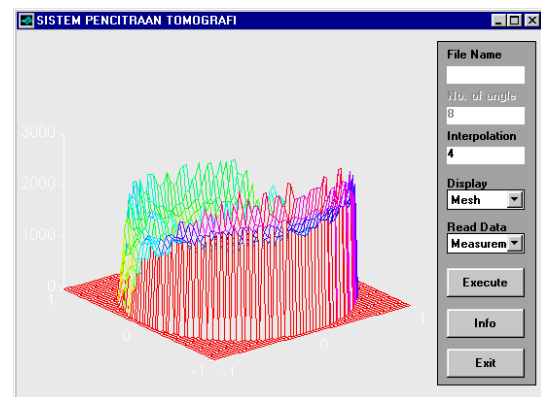 SISTEM PENCITRAAN TOMOGRAFI
File Name
No. of angle
8
Interpolation
4
Display
Mesh
Read Data
Measurem
Execute
Info
Exit
3000
2000
1000
0
1
0
-1
-1
0
1